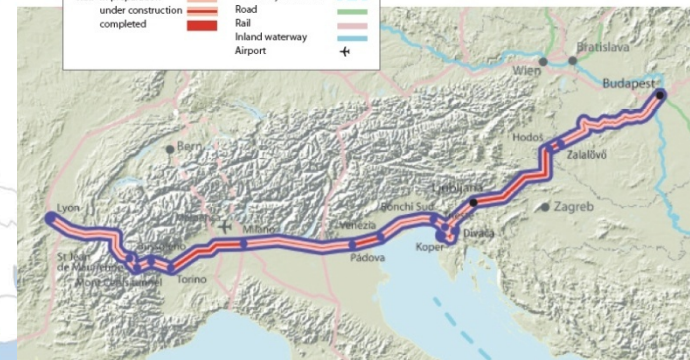 under construction
completed
Road
Rail
Inland waterway
Airport
Bratislava
Wien
Budapest
Bern
Hodoš
Zalalövő
Lyon
Ljubljana
Zagreb
Ronchi Sud
Milano
Venezia
Koper
Divača
Pádova
St Jean
de Maurienne
Torino